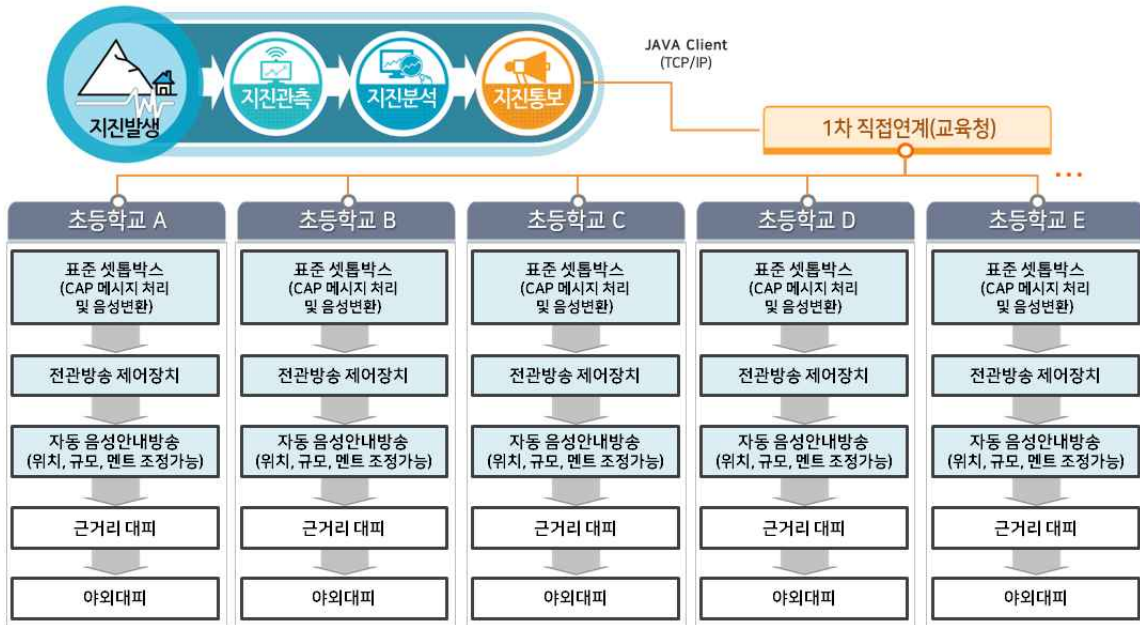 지진발생
지진관측
지진분석
지진통보
JAVA Client
(TCP/IP)
1차 직접연계(교육청)
...
초등학교 A
초등학교 B
초등학교 C
초등학교 D
초등학교 E
표준 셋톱박스
(CAP 메시지 처리
및 음성변환)
표준 셋톱박스
(CAP 메시지 처리
및 음성변환)
표준 셋톱박스
(CAP 메시지 처리
및 음성변환)
표준 셋톱박스
(CAP 메시지 처리
및 음성변환)
표준 셋톱박스
(CAP 메시지 처리
및 음성변환)
전관방송 제어장치
전관방송 제어장치
전관방송 제어장치
전관방송 제어장치
전관방송 제어장치
자동 음성안내방송
(위치, 규모, 멘트 조정가능)
자동 음성안내방송
(위치, 규모, 멘트 조정가능)
자동 음성안내방송
(위치, 규모, 멘트 조정가능)
자동 음성안내방송
(위치, 규모, 멘트 조정가능)
자동 음성안내방송
(위치, 규모, 멘트 조정가능)
근거리 대피
근거리 대피
근거리 대피
근거리 대피
근거리 대피
야외대피
야외대피
야외대피
야외대피
야외대피